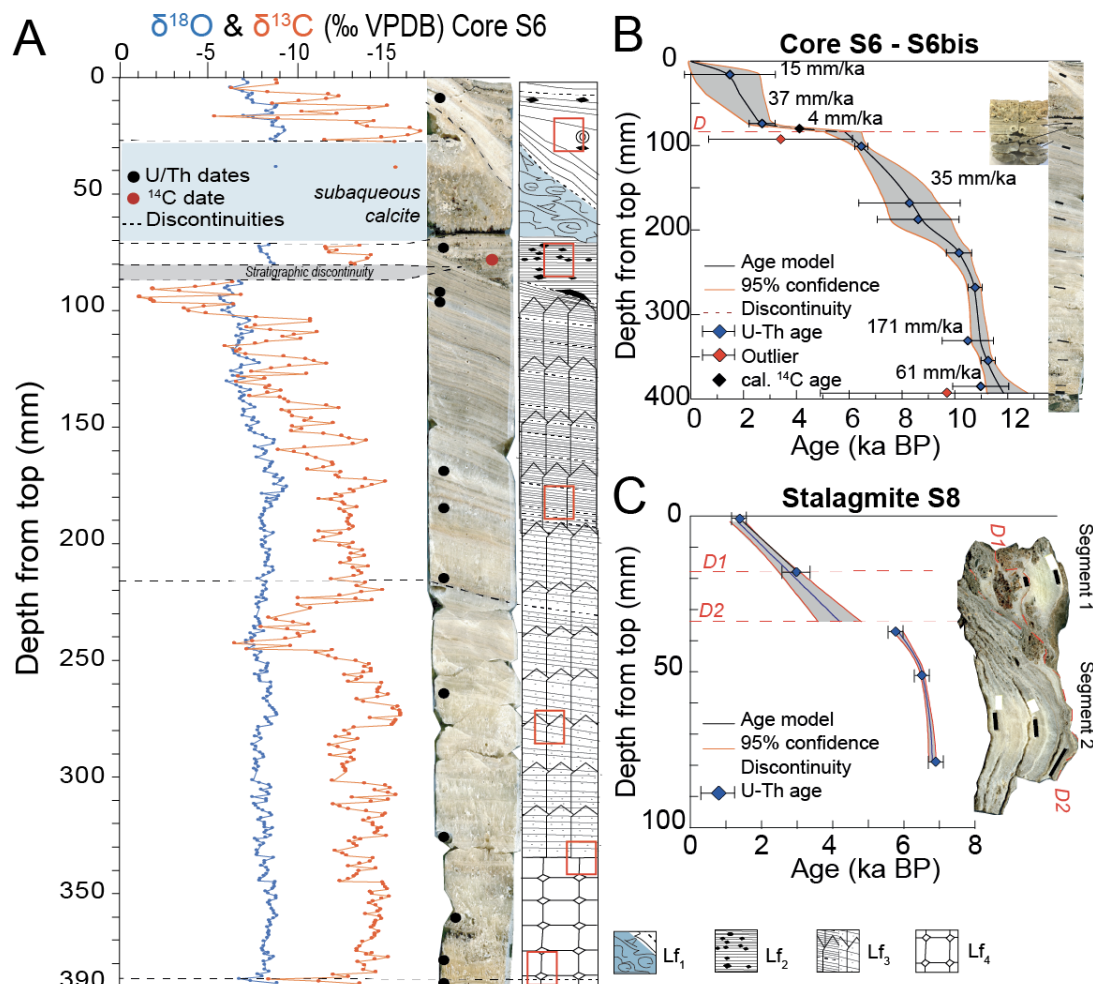 A
δ18O & δ13C (‰ VPDB) Core S6
0 -5 -10 -15
Depth from top (mm)
0
50
100
150
200
250
300
350
390
U/Th dates
14C date
Discontinuities
subaqueous
calcite
Stratigraphic discontinuity
B
Core S6 - S6bis
Depth from top (mm)
0
100
200
300
400
D
15 mm/ka
37 mm/ka
4 mm/ka
35 mm/ka
171 mm/ka
61 mm/ka
Age model
95% confidence
Discontinuity
U-Th age
Outlier
cal. 14C age
0 2 4 6 8 10 12
Age (ka BP)
C
Stalagmite S8
Depth from top (mm)
0
50
100
D1
D2
D1
Segment 1
Segment 2
D2
Age model
95% confidence
Discontinuity
U-Th age
0 2 4 6 8
Age (ka BP)
Lf1
Lf2
Lf3
Lf4